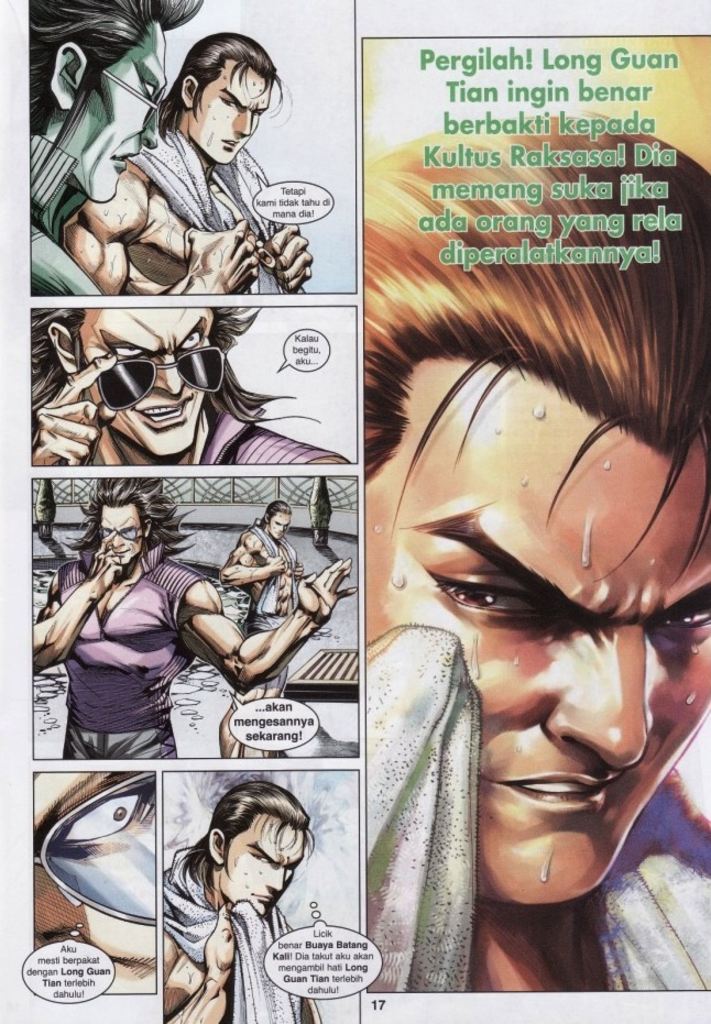 Tetapi
kami tidak tahu di
mana dia!
Kalau
begitu,
aku...
...akan
mengesannya
sekarang!
Aku
mesti berpakat
dengan Long Guan
Tian terlebih
dahulu!
Licik
benar Buaya Batang
Kali! Dia takut aku akan
mengambil hati Long
Guan Tian terlebih
dahulu!
Pergilah! Long Guan
Tian ingin benar
berbakti kepada
Kultus Raksasa! Dia
memang suka jika
ada orang yang rela
diperalatkannya!
17